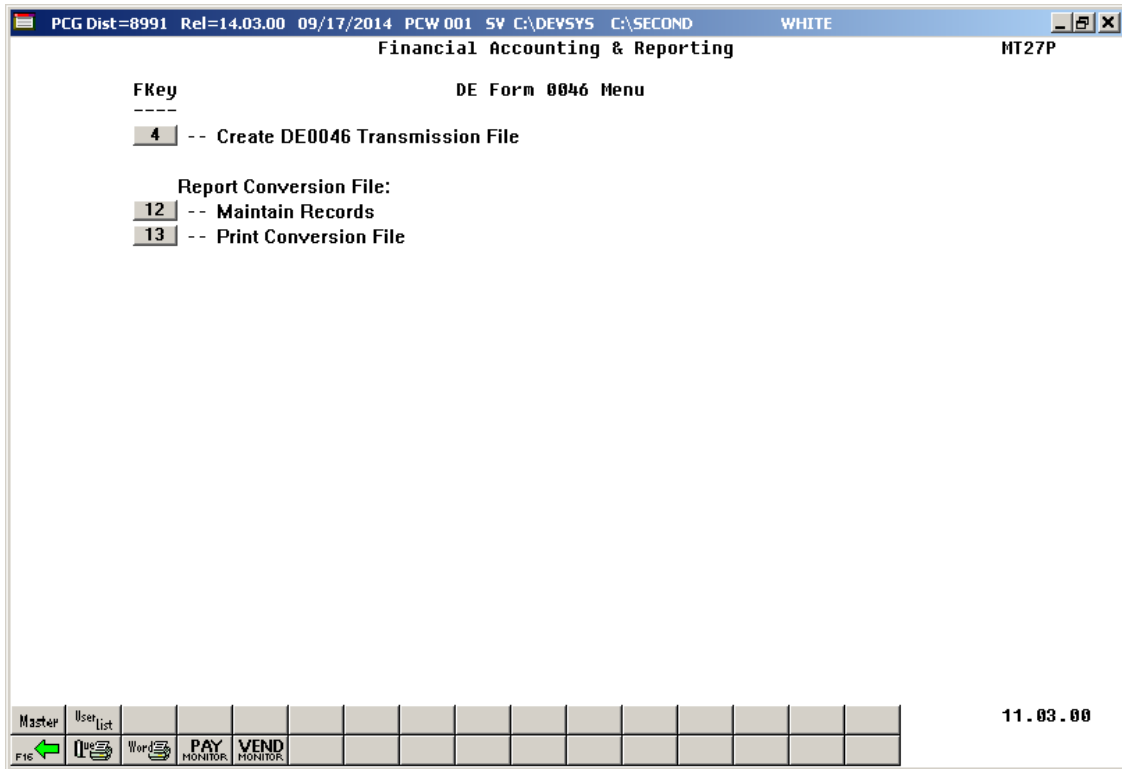 PCG Dist=8991 Rel=14.03.00 09/17/2014 PCW 001 SV C:\DEVSYS C:\SECOND WHITE
Financial Accounting & Reporting MT27P
FKey DE Form 0046 Menu
----
4 -- Create DE0046 Transmission File
Report Conversion File:
12 -- Maintain Records
13 -- Print Conversion File
Master User List 11.03.00
F16 Que Word PAY MONITOR VEND MONITOR